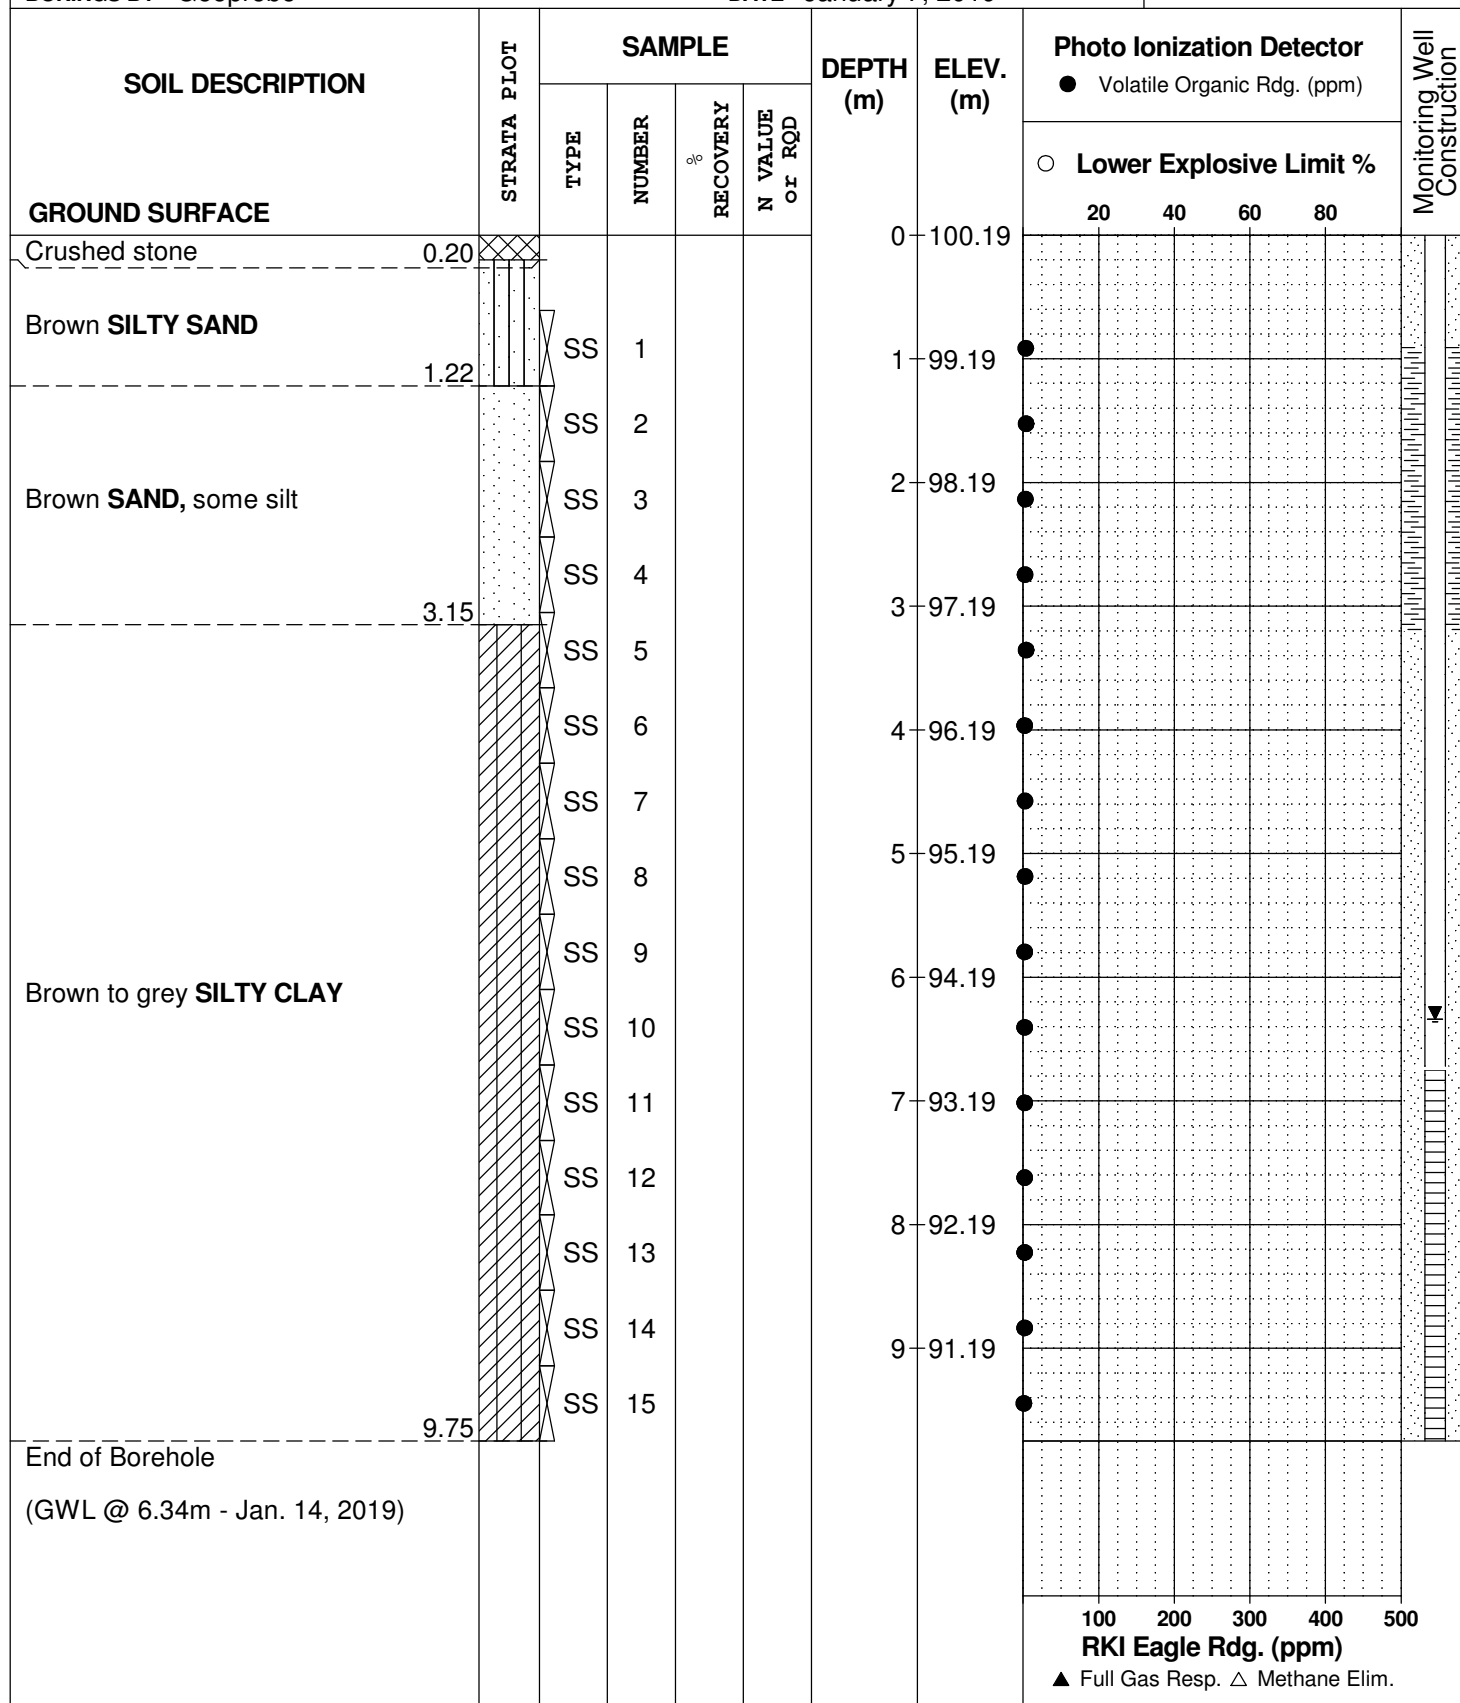 SOIL DESCRIPTION
GROUND SURFACE
STRATA PLOT
SAMPLE
TYPE
NUMBER
% RECOVERY
N VALUE or RQD
DEPTH (m)
ELEV. (m)
Photo Ionization Detector
● Volatile Organic Rdg. (ppm)
○ Lower Explosive Limit %
20 40 60 80
Monitoring Well Construction
0 100.19
Crushed stone 0.20
Brown SILTY SAND
SS 1
1 99.19
1.22
SS 2
2 98.19
Brown SAND, some silt
SS 3
SS 4
3 97.19
3.15
SS 5
SS 6
4 96.19
SS 7
5 95.19
SS 8
SS 9
6 94.19
Brown to grey SILTY CLAY
SS 10
SS 11
7 93.19
SS 12
8 92.19
SS 13
SS 14
9 91.19
SS 15
9.75
End of Borehole
(GWL @ 6.34m - Jan. 14, 2019)
100 200 300 400 500
RKI Eagle Rdg. (ppm)
▲ Full Gas Resp. △ Methane Elim.